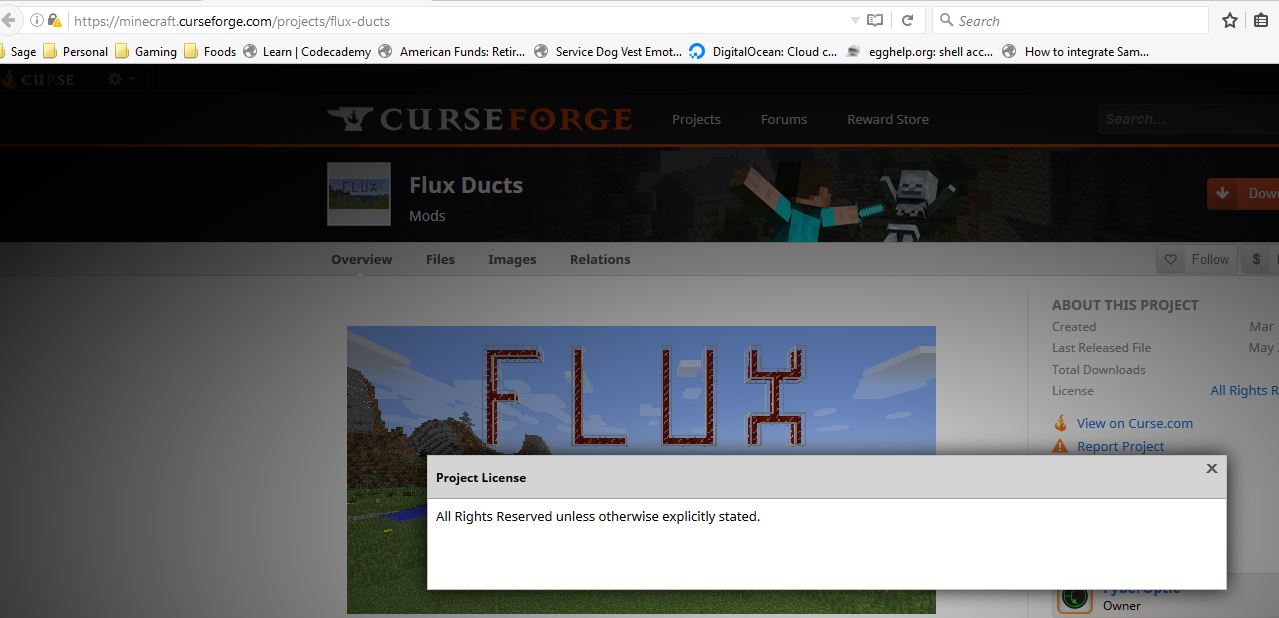 https://minecraft.curseforge.com/projects/flux-ducts
Search
Sage Personal Gaming Foods Learn | Codecademy American Funds: Retir... Service Dog Vest Emot... DigitalOcean: Cloud c... egghelp.org: shell acc... How to integrate Sam...
CURSE
CURSEFORGE Projects Forums Reward Store Search...
FLUX
Flux Ducts
Mods
Overview Files Images Relations Follow $
FLUX
ABOUT THIS PROJECT
Created Mar
Last Released File May
Total Downloads
License All Rights R
View on Curse.com
Report Project
Project License
All Rights Reserved unless otherwise explicitly stated.
Owner